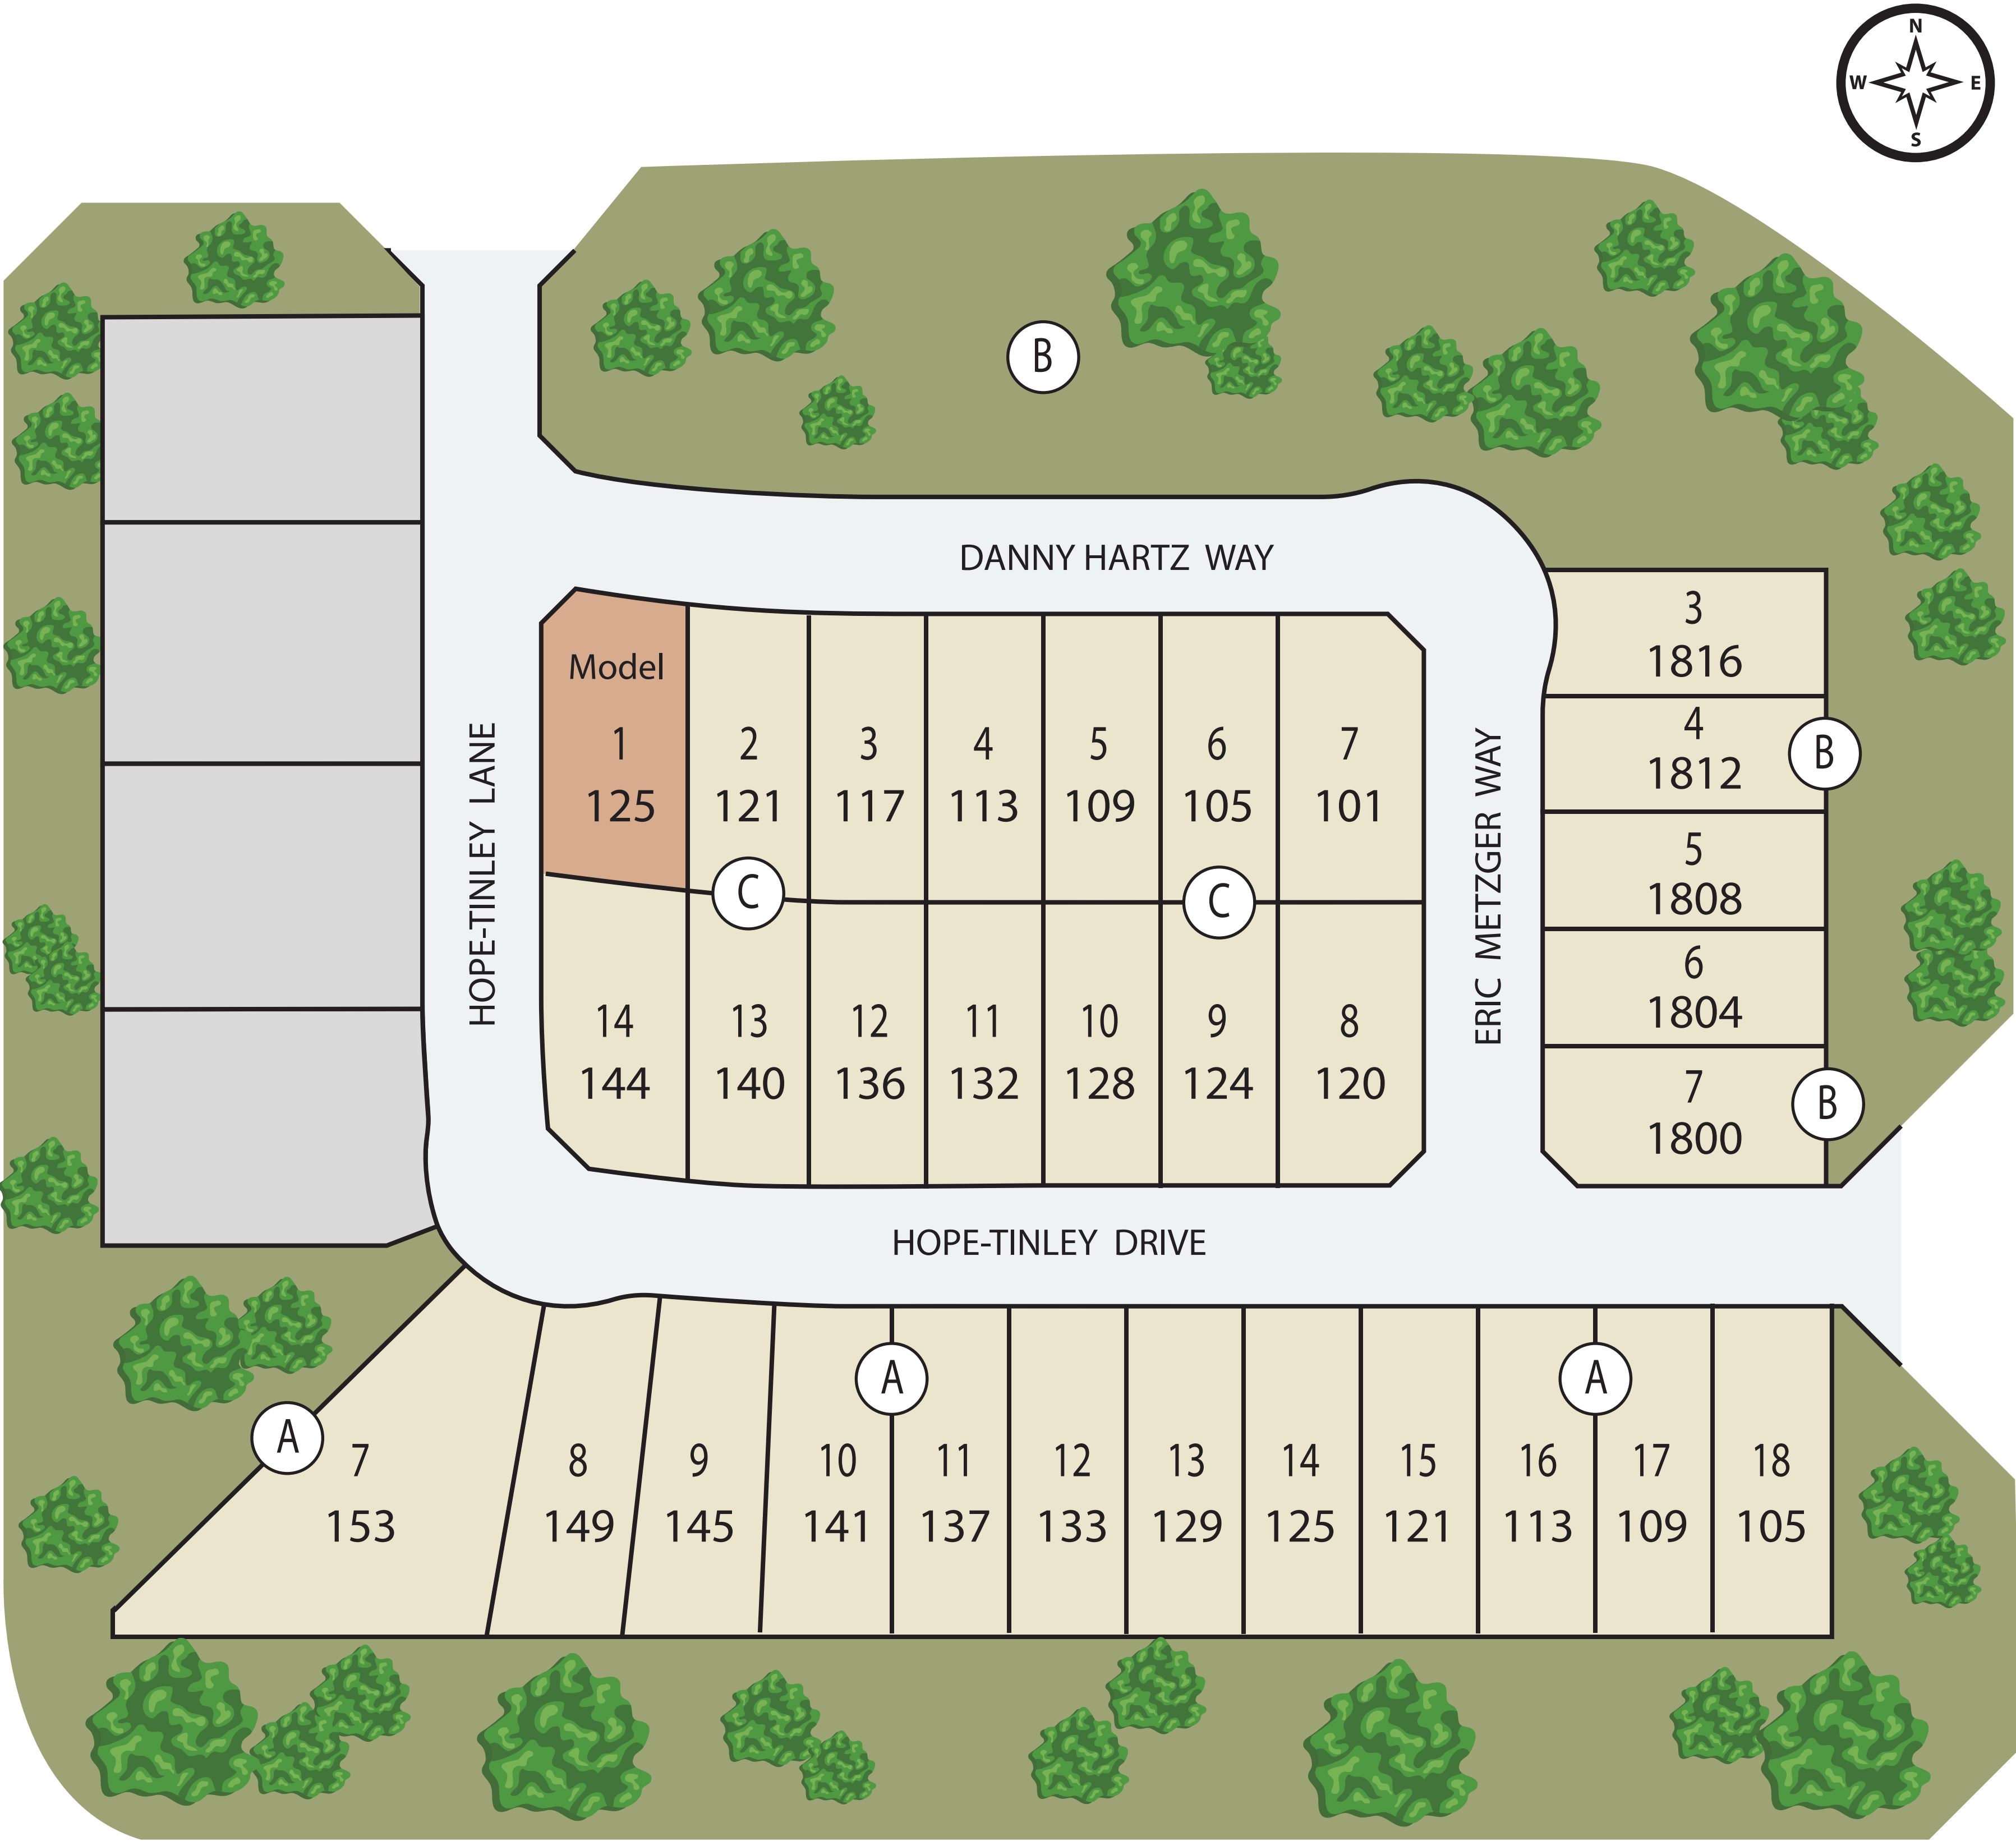 N
W E
S
B
DANNY HARTZ WAY
HOPE-TINLEY LANE
ERIC METZGER WAY
HOPE-TINLEY DRIVE
Model
1 2 3 4 5 6 7
125 121 117 113 109 105 101
C C
14 13 12 11 10 9 8
144 140 136 132 128 124 120
3
1816
4
1812
B
5
1808
6
1804
7
1800
B
A A
A
7 8 9 10 11 12 13 14 15 16 17 18
153 149 145 141 137 133 129 125 121 113 109 105